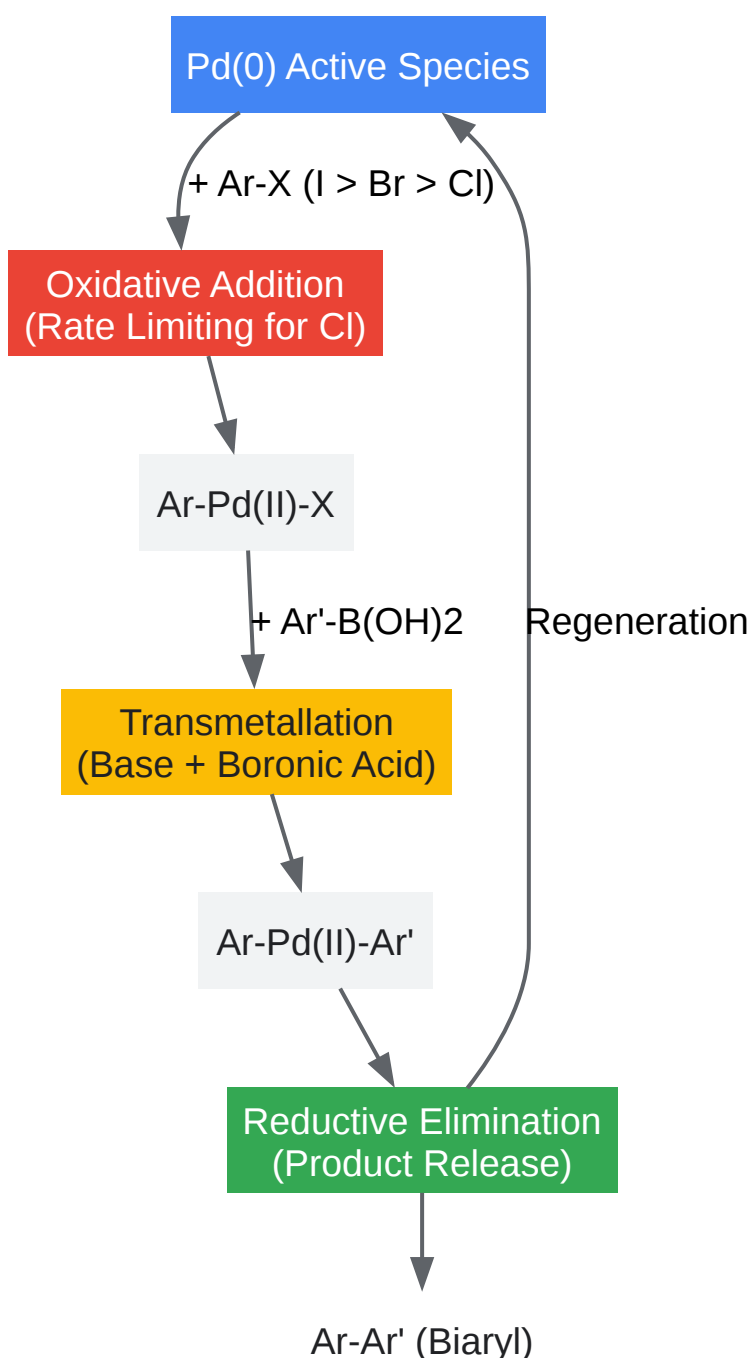 Pd(0) Active Species
+ Ar-X (I > Br > Cl)
Oxidative Addition
(Rate Limiting for Cl)
Ar-Pd(II)-X
+ Ar'-B(OH)2
Regeneration
Transmetallation
(Base + Boronic Acid)
Ar-Pd(II)-Ar'
Reductive Elimination
(Product Release)
Ar-Ar' (Biaryl)